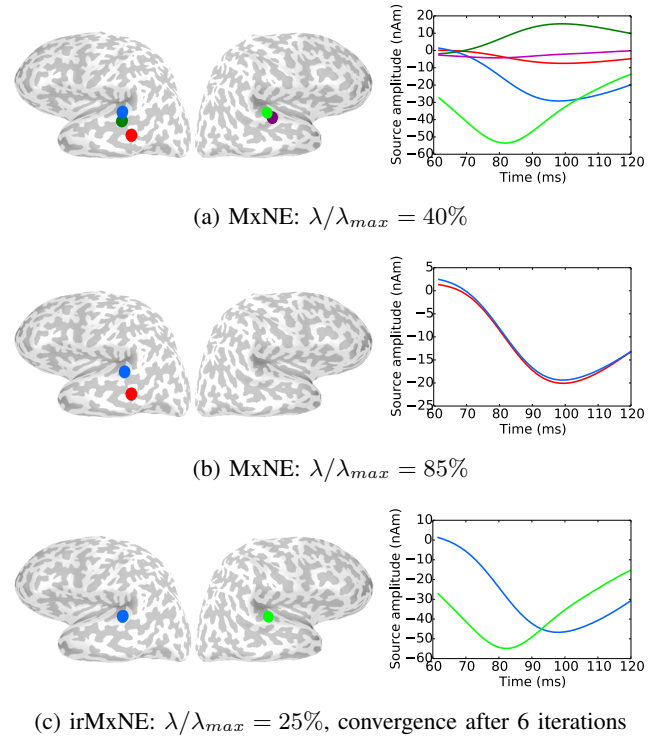 20
10
0
−10
−20
−30
−40
−50
−60
Source amplitude (nAm)
60 70 80 90 100 110 120
Time (ms)
(a) MxNE: λ/λmax = 40%
5
0
−5
−10
−15
−20
−25
Source amplitude (nAm)
60 70 80 90 100 110 120
Time (ms)
(b) MxNE: λ/λmax = 85%
10
0
−10
−20
−30
−40
−50
−60
Source amplitude (nAm)
60 70 80 90 100 110 120
Time (ms)
(c) irMxNE: λ/λmax = 25%, convergence after 6 iterations